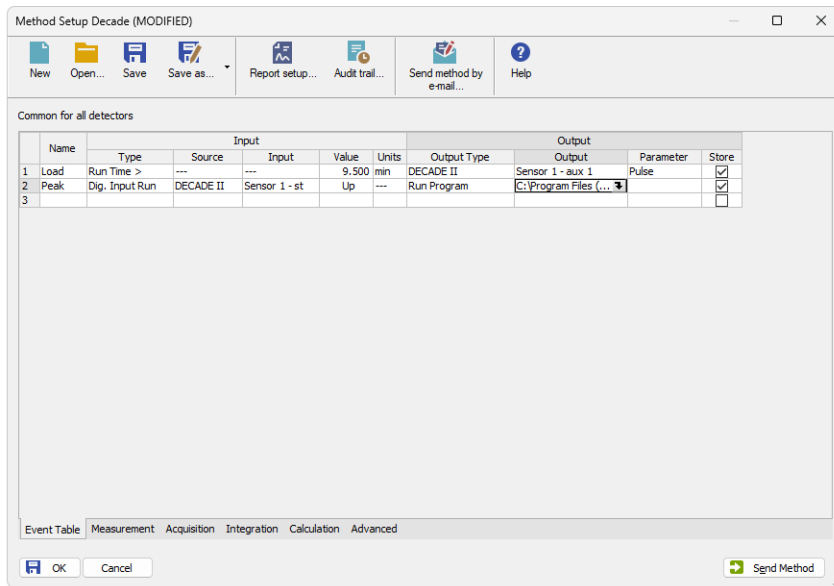 Method Setup Decade (MODIFIED)
New Open... Save Save as... Report setup... Audit trail... Send method by e-mail... Help
Common for all detectors
Name Input Output
Type Source Input Value Units Output Type Output Parameter Store
1 Load Run Time > --- --- 9.500 min DECADE II Sensor 1 - aux 1 Pulse
2 Peak Dig. Input Run DECADE II Sensor 1 - st Up --- Run Program C:\Program Files (...
3
Event Table Measurement Acquisition Integration Calculation Advanced
OK Cancel Send Method